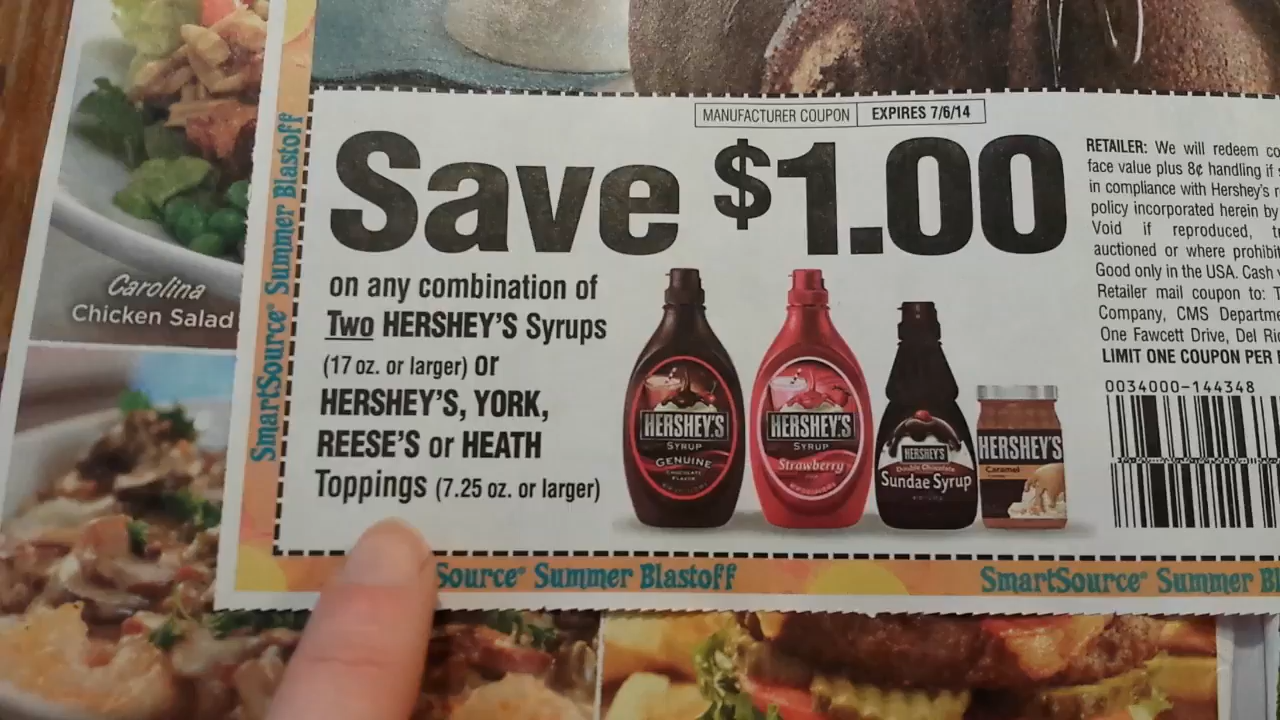 MANUFACTURER COUPON EXPIRES 7/6/14
Save $1.00
on any combination of
Two HERSHEY'S Syrups
(17 oz. or larger) or
HERSHEY'S, YORK,
REESE'S or HEATH
Toppings (7.25 oz. or larger)
RETAILER: We will redeem
face value plus 8¢ handling if
in compliance with Hershey's
policy incorporated herein by
Void if reproduced,
auctioned or where
Good only in the USA. Cash
Retailer mail coupon to:
Company, CMS
One Fawcett Drive, Del
LIMIT ONE COUPON PER
0034000-144348
HERSHEY'S
SYRUP
GENUINE
CHOCOLATE
FLAVOR
HERSHEY'S
SYRUP
Strawberry
HERSHEY'S
Double Chocolate
Sundae Syrup
HERSHEY'S
Caramel
SmartSource® Summer Blastoff
Source® Summer Blastoff
SmartSource® Summer
Carolina
Chicken Salad